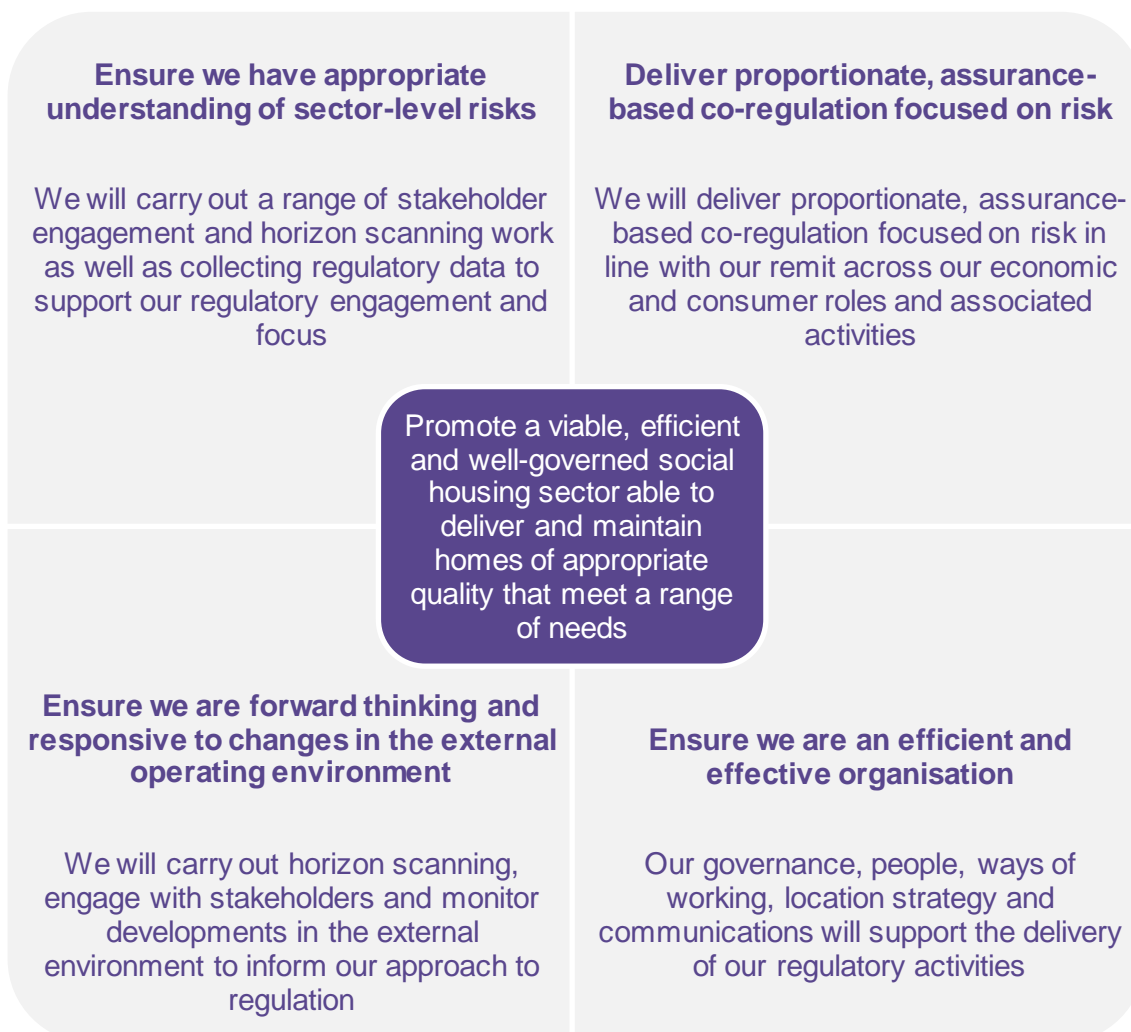 Ensure we have appropriate
understanding of sector-level risks
We will carry out a range of stakeholder
engagement and horizon scanning work
as well as collecting regulatory data to
support our regulatory engagement and
focus
Deliver proportionate, assurance-
based co-regulation focused on risk
We will deliver proportionate, assurance-
based co-regulation focused on risk in
line with our remit across our economic
and consumer roles and associated
activities
Promote a viable, efficient
and well-governed social
housing sector able to
deliver and maintain
homes of appropriate
quality that meet a range
of needs
Ensure we are forward thinking and
responsive to changes in the external
operating environment
We will carry out horizon scanning,
engage with stakeholders and monitor
developments in the external
environment to inform our approach to
regulation
Ensure we are an efficient and
effective organisation
Our governance, people, ways of
working, location strategy and
communications will support the delivery
of our regulatory activities